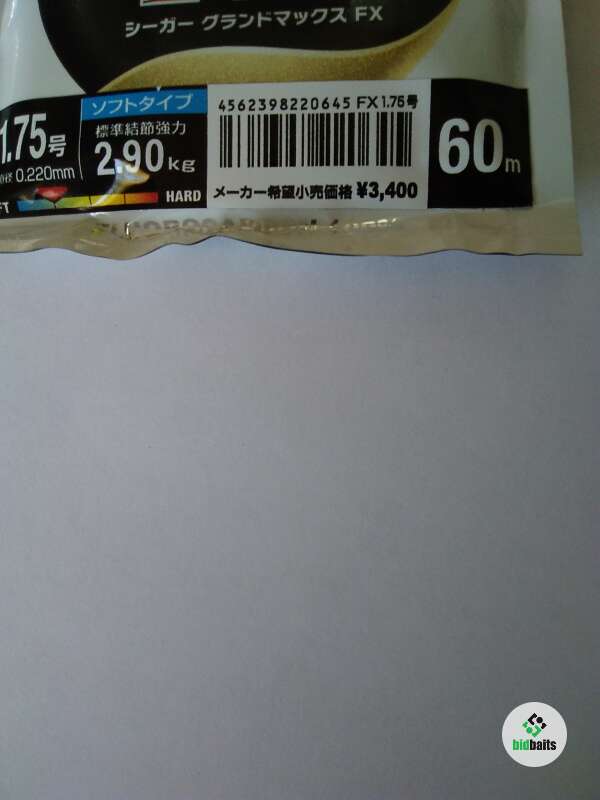 シーガー グランドマックス FX
1.75号
0.220mm
ソフトタイプ
標準結節強力
2.90kg
HARD
4562398220645 FX1.75号
メーカー希望小売価格 ¥3,400
60m
bidbaits